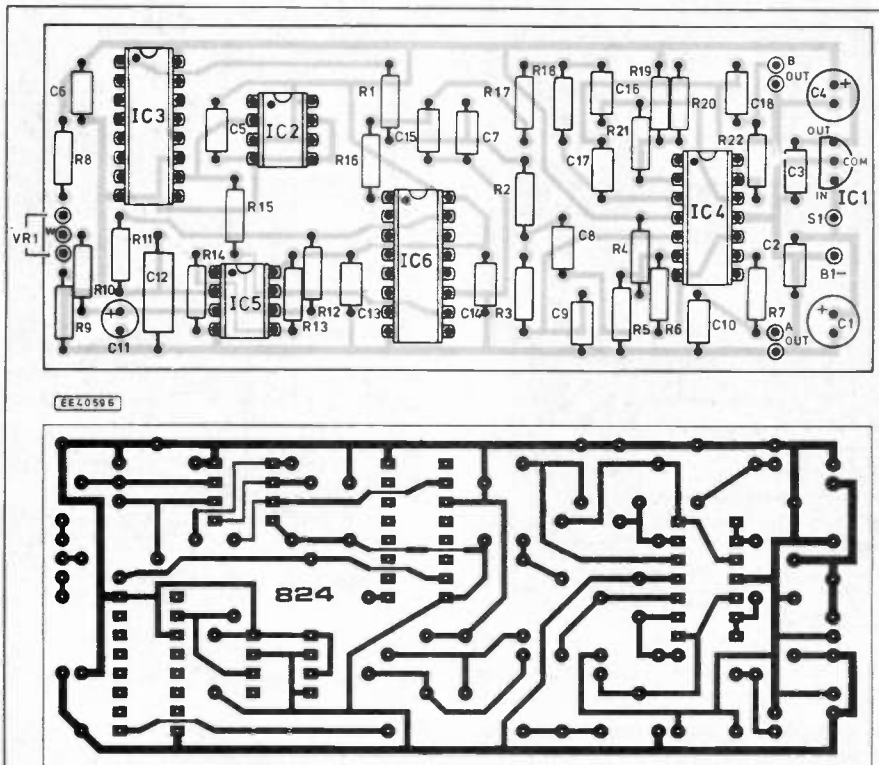 B
OUT
C6
IC3
C5
IC2
R1
R17
R18
C16
R19
R20
C18
C4
+
R8
R16
C15
C7
R21
R22
OUT
COM
IN
IC1
C3
C17
R2
IC4
VR1
W
R15
S1
R11
R10
C12
R14
IC5
R13
R12
C13
IC6
C14
R3
C8
R4
C2
B1-
R9
+
C11
C9
R5
R6
C10
R7
A
OUT
+
C1
EE40596
824